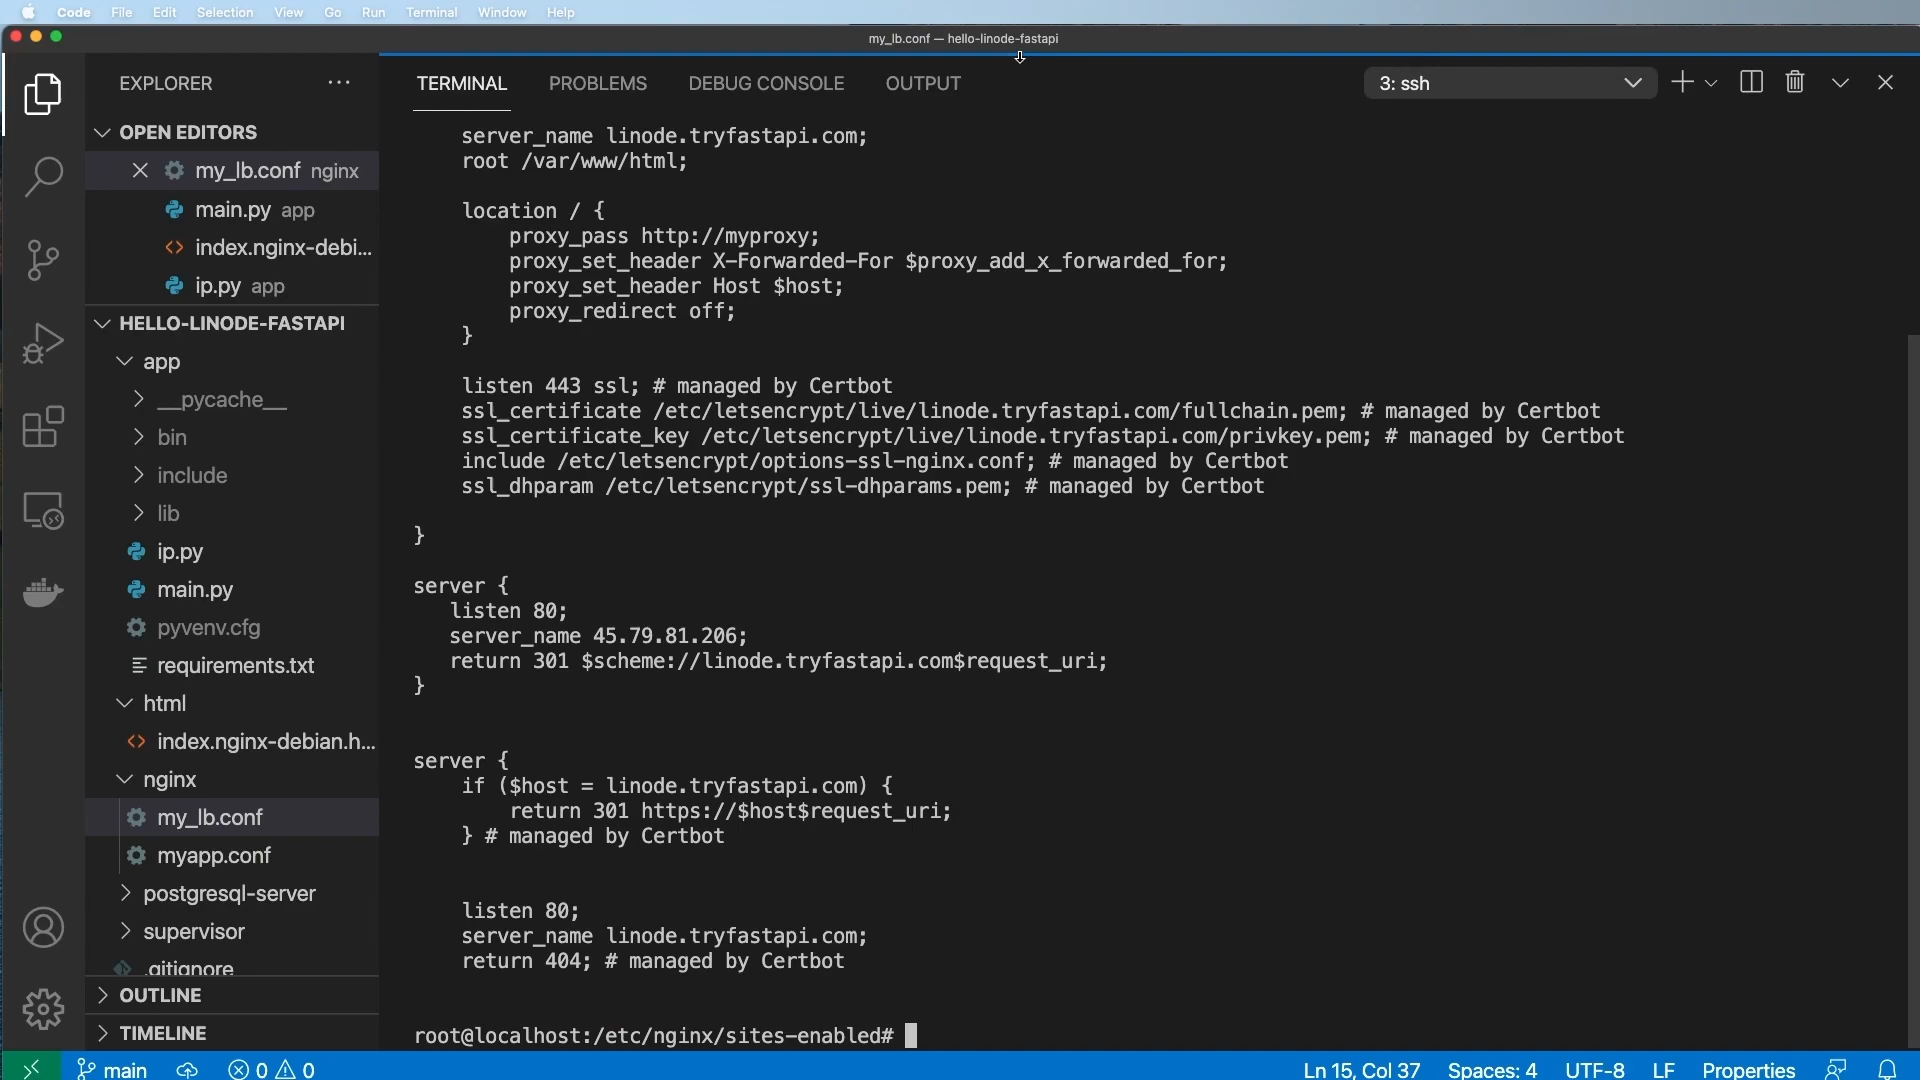 Code File Edit Selection View Go Run Terminal Window Help
my_lb.conf — hello-linode-fastapi
EXPLORER
OPEN EDITORS
my_lb.conf nginx
main.py app
index.nginx-debi...
ip.py app
HELLO-LINODE-FASTAPI
app
__pycache__
bin
include
lib
ip.py
main.py
pyvenv.cfg
requirements.txt
html
index.nginx-debian.h...
nginx
my_lb.conf
myapp.conf
postgresql-server
supervisor
.gitignore
OUTLINE
TIMELINE
TERMINAL PROBLEMS DEBUG CONSOLE OUTPUT 3: ssh
    server_name linode.tryfastapi.com;
    root /var/www/html;
    location / {
        proxy_pass http://myproxy;
        proxy_set_header X-Forwarded-For $proxy_add_x_forwarded_for;
        proxy_set_header Host $host;
        proxy_redirect off;
    }
    listen 443 ssl; # managed by Certbot
    ssl_certificate /etc/letsencrypt/live/linode.tryfastapi.com/fullchain.pem; # managed by Certbot
    ssl_certificate_key /etc/letsencrypt/live/linode.tryfastapi.com/privkey.pem; # managed by Certbot
    include /etc/letsencrypt/options-ssl-nginx.conf; # managed by Certbot
    ssl_dhparam /etc/letsencrypt/ssl-dhparams.pem; # managed by Certbot
}
server {
   listen 80;
   server_name 45.79.81.206;
   return 301 $scheme://linode.tryfastapi.com$request_uri;
}
server {
    if ($host = linode.tryfastapi.com) {
        return 301 https://$host$request_uri;
    } # managed by Certbot
    listen 80;
    server_name linode.tryfastapi.com;
    return 404; # managed by Certbot
root@localhost:/etc/nginx/sites-enabled#
main 0 0 Ln 15, Col 37 Spaces: 4 UTF-8 LF Properties